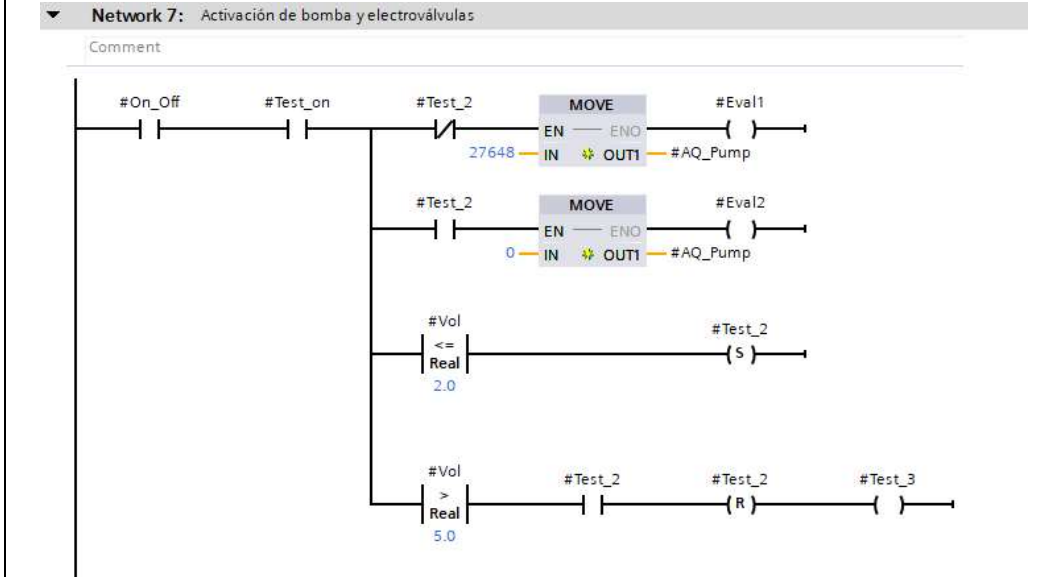 Network 7: Activación de bomba y electroválvulas
Comment
#On_Off #Test_on #Test_2 MOVE #Eval1
EN ENO
27648 IN OUT1 #AQ_Pump
#Test_2 MOVE #Eval2
EN ENO
0 IN OUT1 #AQ_Pump
#Vol #Test_2
<= S
Real
2.0
#Vol #Test_2 #Test_2 #Test_3
> R
Real
5.0